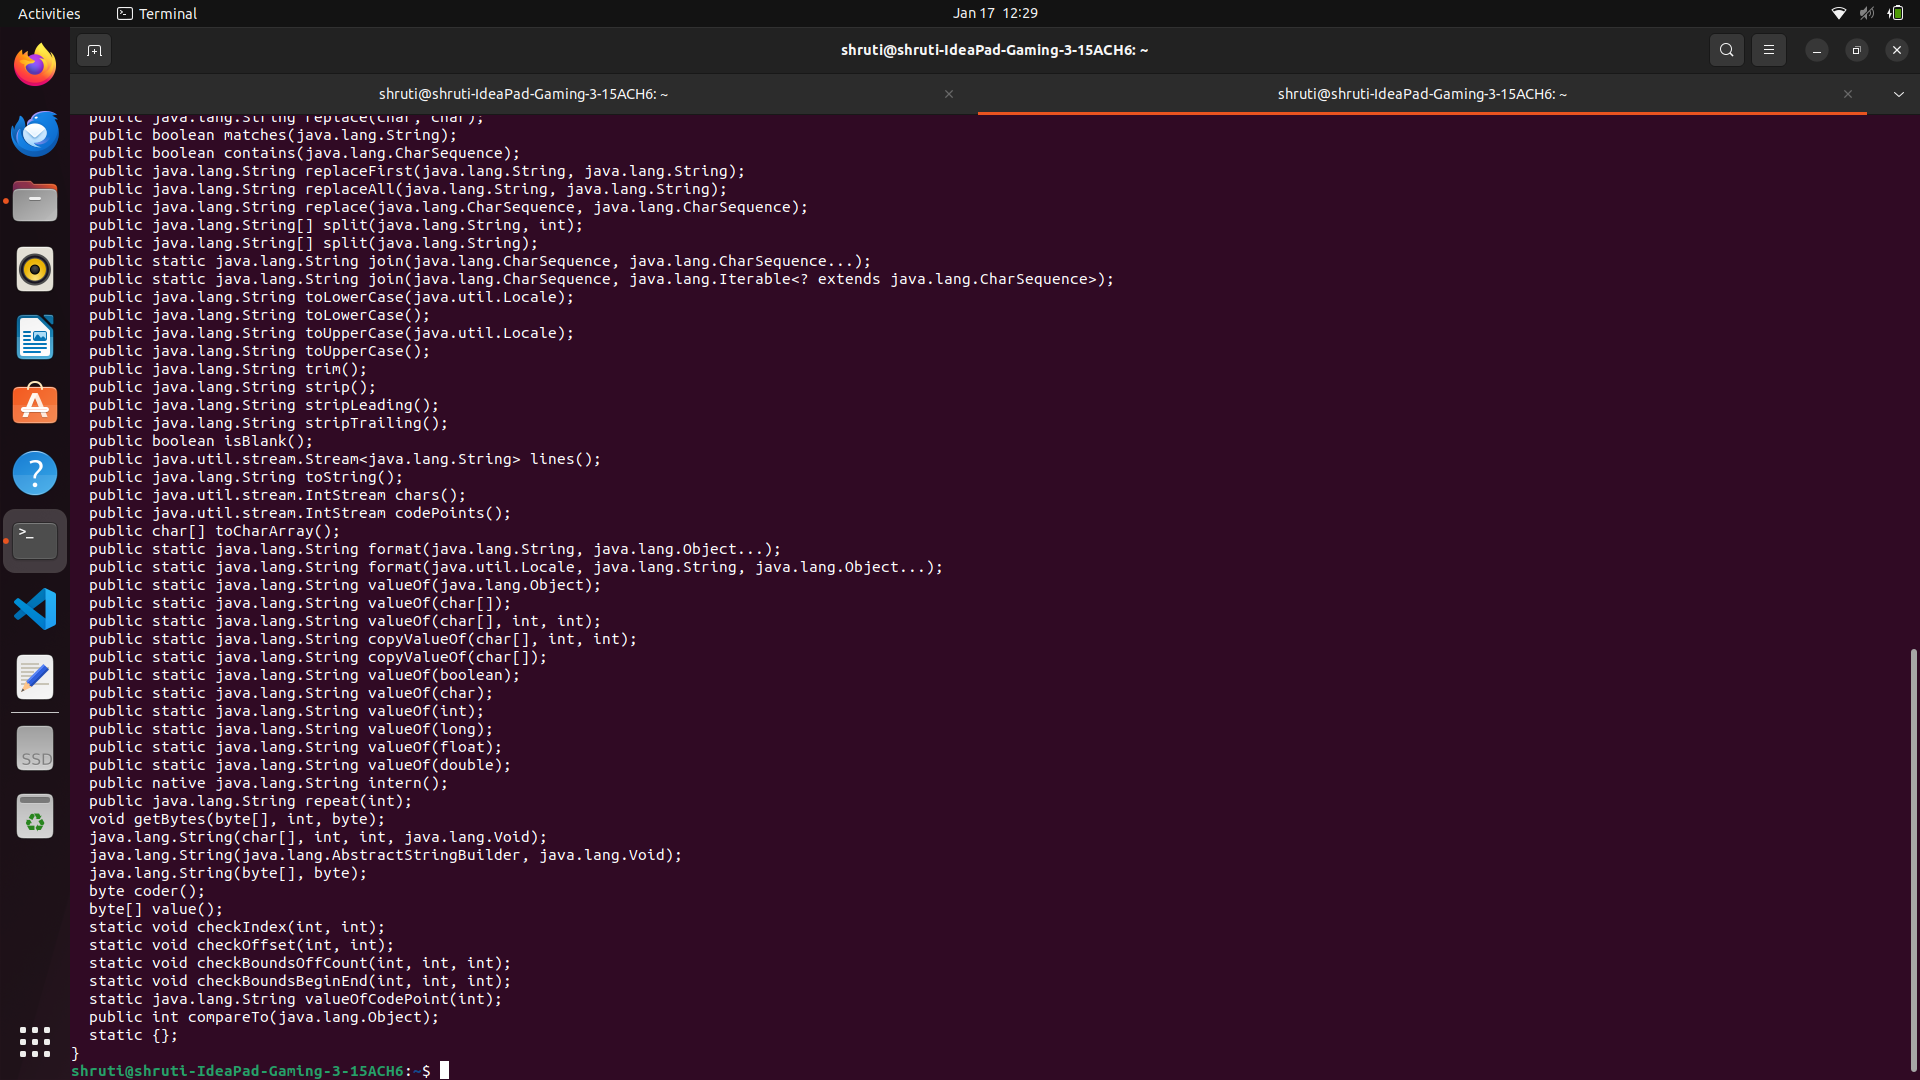 Activities
Terminal
Jan 17 12:29
shruti@shruti-IdeaPad-Gaming-3-15ACH6: ~
shruti@shruti-IdeaPad-Gaming-3-15ACH6: ~
shruti@shruti-IdeaPad-Gaming-3-15ACH6: ~
public java.lang.String replace(char, char);
public boolean matches(java.lang.String);
public boolean contains(java.lang.CharSequence);
public java.lang.String replaceFirst(java.lang.String, java.lang.String);
public java.lang.String replaceAll(java.lang.String, java.lang.String);
public java.lang.String replace(java.lang.CharSequence, java.lang.CharSequence);
public java.lang.String[] split(java.lang.String, int);
public java.lang.String[] split(java.lang.String);
public static java.lang.String join(java.lang.CharSequence, java.lang.CharSequence...);
public static java.lang.String join(java.lang.CharSequence, java.lang.Iterable<? extends java.lang.CharSequence>);
public java.lang.String toLowerCase(java.util.Locale);
public java.lang.String toLowerCase();
public java.lang.String toUpperCase(java.util.Locale);
public java.lang.String toUpperCase();
public java.lang.String trim();
public java.lang.String strip();
public java.lang.String stripLeading();
public java.lang.String stripTrailing();
public boolean isBlank();
public java.util.stream.Stream<java.lang.String> lines();
public java.lang.String toString();
public java.util.stream.IntStream chars();
public java.util.stream.IntStream codePoints();
public char[] toCharArray();
public static java.lang.String format(java.lang.String, java.lang.Object...);
public static java.lang.String format(java.util.Locale, java.lang.String, java.lang.Object...);
public static java.lang.String valueOf(java.lang.Object);
public static java.lang.String valueOf(char[]);
public static java.lang.String valueOf(char[], int, int);
public static java.lang.String copyValueOf(char[], int, int);
public static java.lang.String copyValueOf(char[]);
public static java.lang.String valueOf(boolean);
public static java.lang.String valueOf(char);
public static java.lang.String valueOf(int);
public static java.lang.String valueOf(long);
public static java.lang.String valueOf(float);
public static java.lang.String valueOf(double);
public native java.lang.String intern();
public java.lang.String repeat(int);
void getBytes(byte[], int, byte);
java.lang.String(char[], int, int, java.lang.Void);
java.lang.String(java.lang.AbstractStringBuilder, java.lang.Void);
java.lang.String(byte[], byte);
byte coder();
byte[] value();
static void checkIndex(int, int);
static void checkOffset(int, int);
static void checkBoundsOffCount(int, int, int);
static void checkBoundsBeginEnd(int, int, int);
static java.lang.String valueOfCodePoint(int);
public int compareTo(java.lang.Object);
static {};
}
shruti@shruti-IdeaPad-Gaming-3-15ACH6:~$
>_
SSD